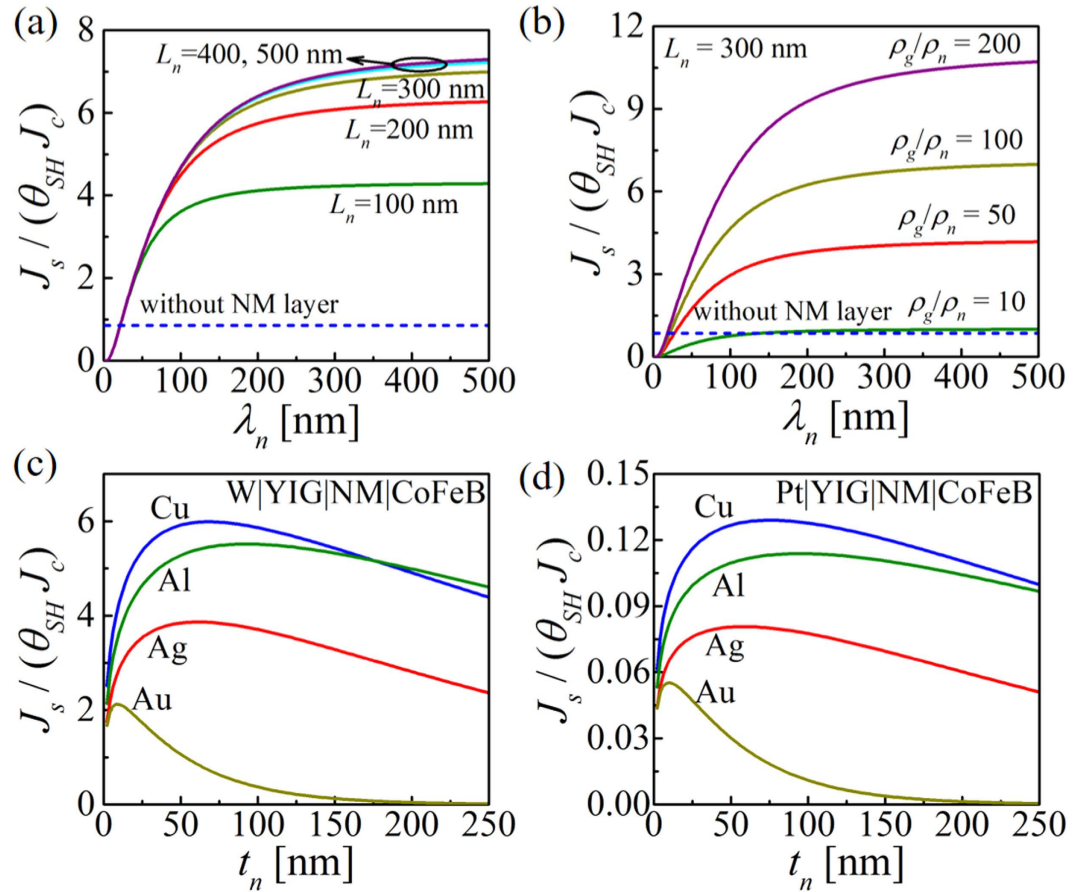 (a)
8
6
4
2
0
J_s / (θ_SH J_c)
L_n=400, 500 nm
L_n=300 nm
L_n=200 nm
L_n=100 nm
without NM layer
0 100 200 300 400 500
λ_n [nm]
(b)
12
9
6
3
0
J_s / (θ_SH J_c)
L_n = 300 nm
ρ_g/ρ_n = 200
ρ_g/ρ_n = 100
ρ_g/ρ_n = 50
without NM layer
ρ_g/ρ_n = 10
0 100 200 300 400 500
λ_n [nm]
(c)
6
4
2
0
J_s / (θ_SH J_c)
W|YIG|NM|CoFeB
Cu
Al
Ag
Au
0 50 100 150 200 250
t_n [nm]
(d)
0.15
0.12
0.09
0.06
0.03
0.00
J_s / (θ_SH J_c)
Pt|YIG|NM|CoFeB
Cu
Al
Ag
Au
0 50 100 150 200 250
t_n [nm]